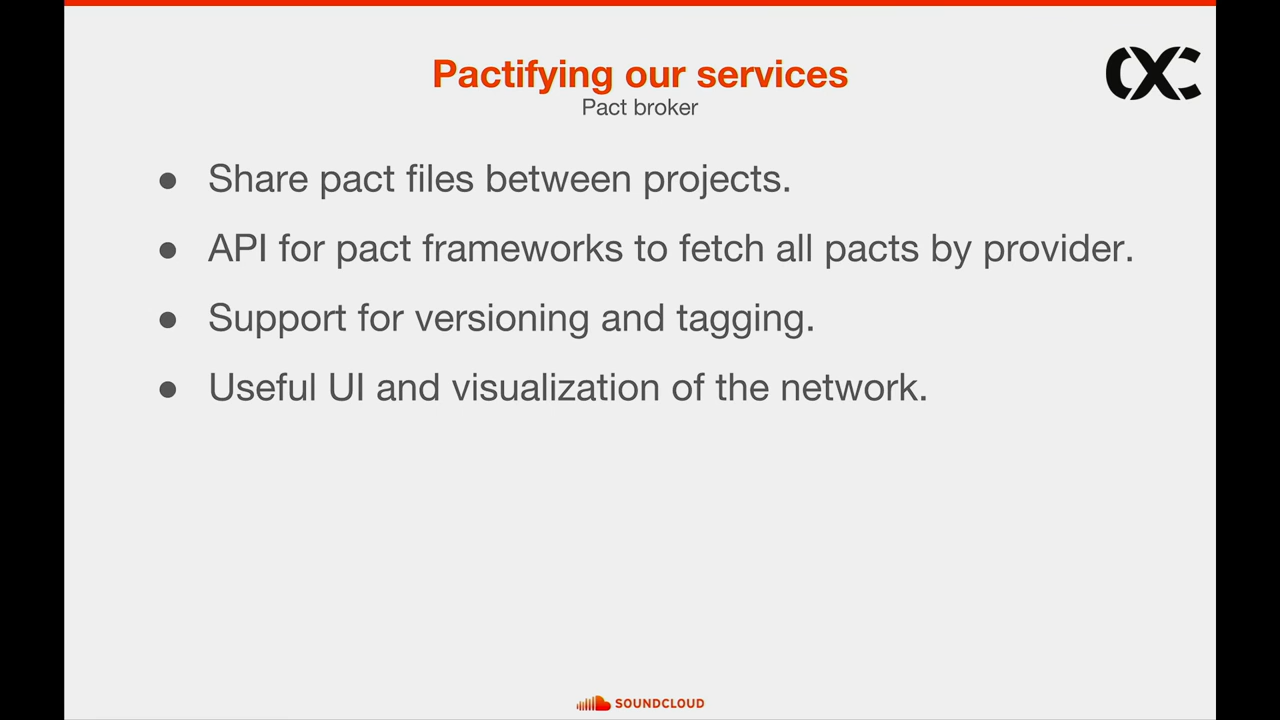 Pactifying our services
Pact broker
● Share pact files between projects.
● API for pact frameworks to fetch all pacts by provider.
● Support for versioning and tagging.
● Useful UI and visualization of the network.
SOUNDCLOUD